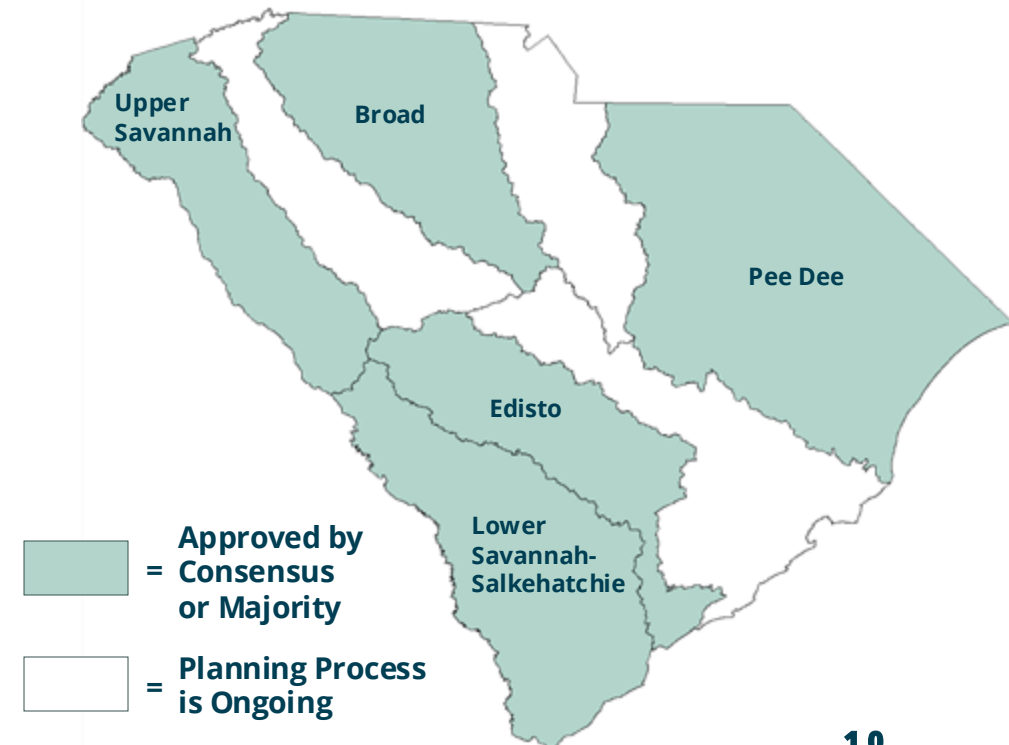 Upper
Savannah
Broad
Pee Dee
Edisto
Lower
Savannah-
Salkehatchie
= Approved by
Consensus
or Majority
= Planning Process
is Ongoing